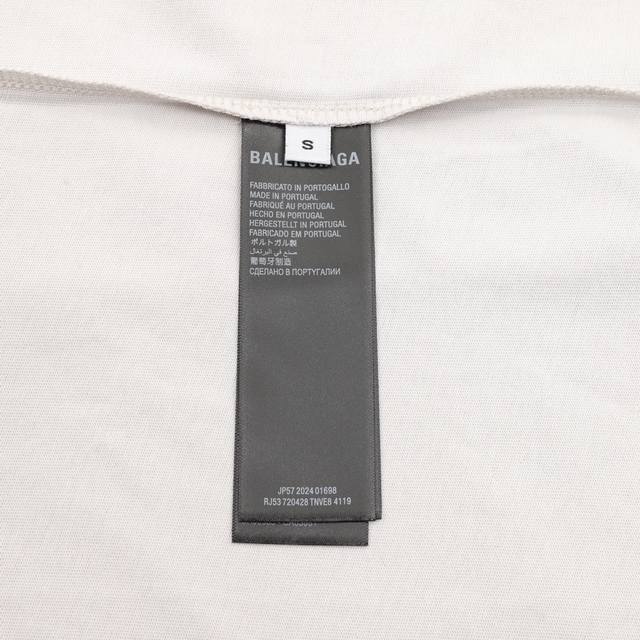 S
BALENCIAGA
FABBRICATO IN PORTOGALLO
MADE IN PORTUGAL
FABRIQUÉ AU PORTUGAL
HECHO EN PORTUGAL
HERGESTELLT IN PORTUGAL
FABRICADO EM PORTUGAL
ポルトガル製
صنع في البرتغال
葡萄牙制造
СДЕЛАНО В ПОРТУГАЛИИ
JP57 2024 01698
RJ53 720428 TNVE8 4119